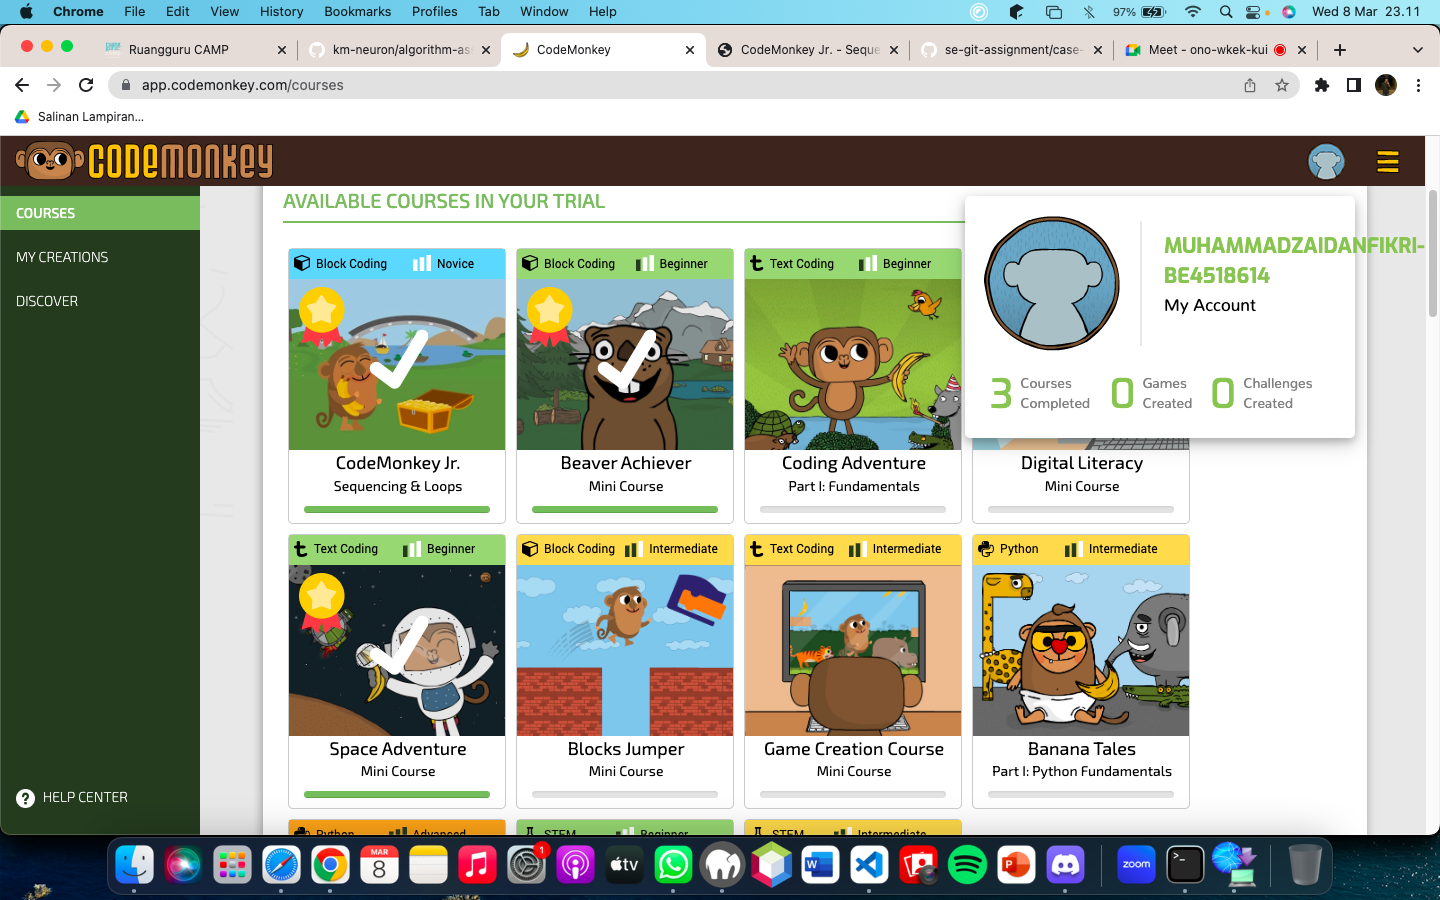 Chrome File Edit View History Bookmarks Profiles Tab Window Help 97% Wed 8 Mar 23.11
Ruangguru CAMP
km-neuron/algorithm-as
CodeMonkey
CodeMonkey Jr. - Seque
se-git-assignment/case-
Meet - ono-wkek-kui
app.codemonkey.com/courses
Salinan Lampiran...
CODEMONKEY
COURSES
MY CREATIONS
DISCOVER
HELP CENTER
AVAILABLE COURSES IN YOUR TRIAL
MUHAMMADZAIDANFIKRI-
BE4518614
My Account
3 Courses Completed
0 Games Created
0 Challenges Created
Block Coding Novice
CodeMonkey Jr.
Sequencing & Loops
Block Coding Beginner
Beaver Achiever
Mini Course
Text Coding Beginner
Coding Adventure
Part I: Fundamentals
Digital Literacy
Mini Course
Text Coding Beginner
Space Adventure
Mini Course
Block Coding Intermediate
Blocks Jumper
Mini Course
Text Coding Intermediate
Game Creation Course
Mini Course
Python Intermediate
Banana Tales
Part I: Python Fundamentals
Python Advanced
STEM Beginner
STEM Intermediate
MAR
8
1
tv
W
P
zoom
>_